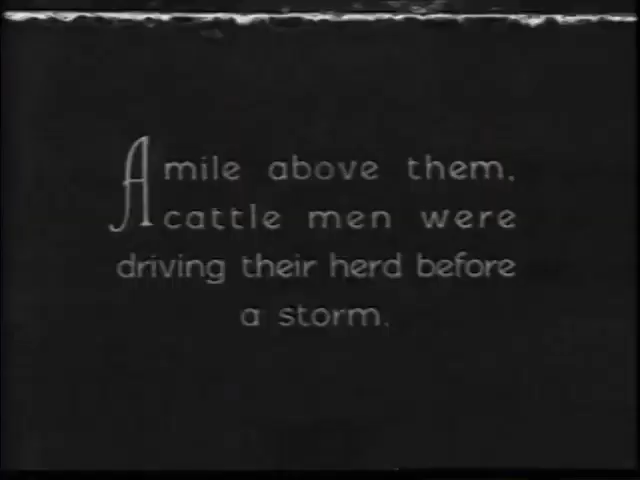 A mile above them,
cattle men were
driving their herd before
a storm.